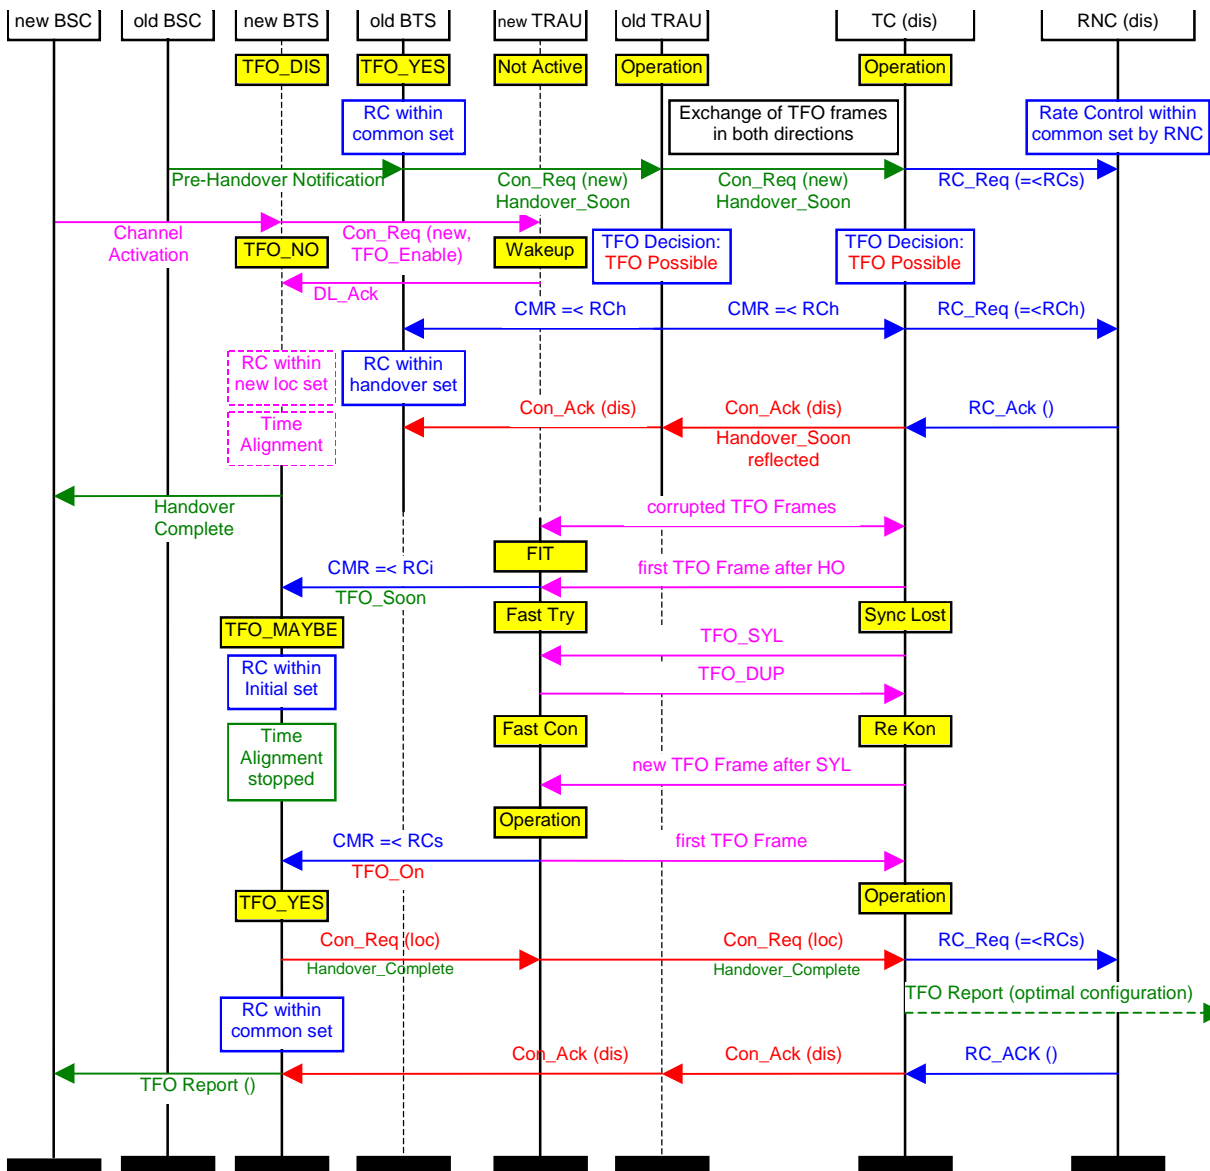 new BSC
old BSC
new BTS
old BTS
new TRAU
old TRAU
TC (dis)
RNC (dis)
TFO_DIS
TFO_YES
Not Active
Operation
Operation
RC within
common set
Exchange of TFO frames
in both directions
Rate Control within
common set by RNC
Pre-Handover Notification
Con_Req (new)
Handover_Soon
Con_Req (new)
Handover_Soon
RC_Req (=<RCs)
Channel
Activation
TFO_NO
Con_Req (new,
TFO_Enable)
Wakeup
TFO Decision:
TFO Possible
TFO Decision:
TFO Possible
DL_Ack
CMR =< RCh
CMR =< RCh
RC_Req (=<RCh)
RC within
new loc set
RC within
handover set
Time
Alignment
Con_Ack (dis)
Con_Ack (dis)
Handover_Soon
reflected
RC_Ack ()
Handover
Complete
corrupted TFO Frames
FIT
CMR =< RCi
TFO_Soon
first TFO Frame after HO
Fast Try
Sync Lost
TFO_MAYBE
TFO_SYL
RC within
Initial set
TFO_DUP
Time
Alignment
stopped
Fast Con
Re Kon
new TFO Frame after SYL
Operation
CMR =< RCs
TFO_On
first TFO Frame
TFO_YES
Operation
Con_Req (loc)
Handover_Complete
Con_Req (loc)
Handover_Complete
RC_Req (=<RCs)
TFO Report (optimal configuration)
RC within
common set
Con_Ack (dis)
Con_Ack (dis)
RC_ACK ()
TFO Report ()